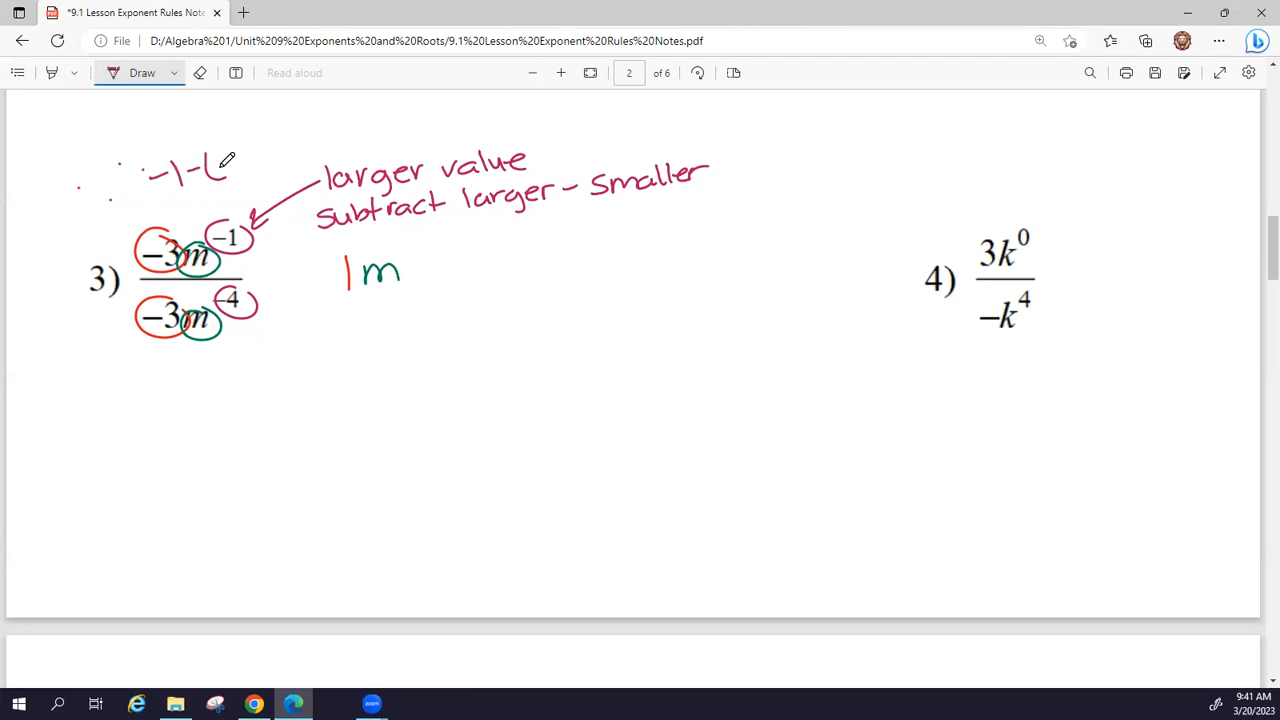 *9.1 Lesson Exponent Rules Note
File D:/Algebra%201/Unit%209%20Exponents%20and%20Roots/9.1%20Lesson%20Exponent%20Rules%20Notes.pdf
Draw Read aloud 2 of 6
-1-(
larger value
subtract larger - smaller
3) -3m^-1 / -3m^-4
1m
4) 3k^0 / -k^4
zoom
9:41 AM
3/20/2023